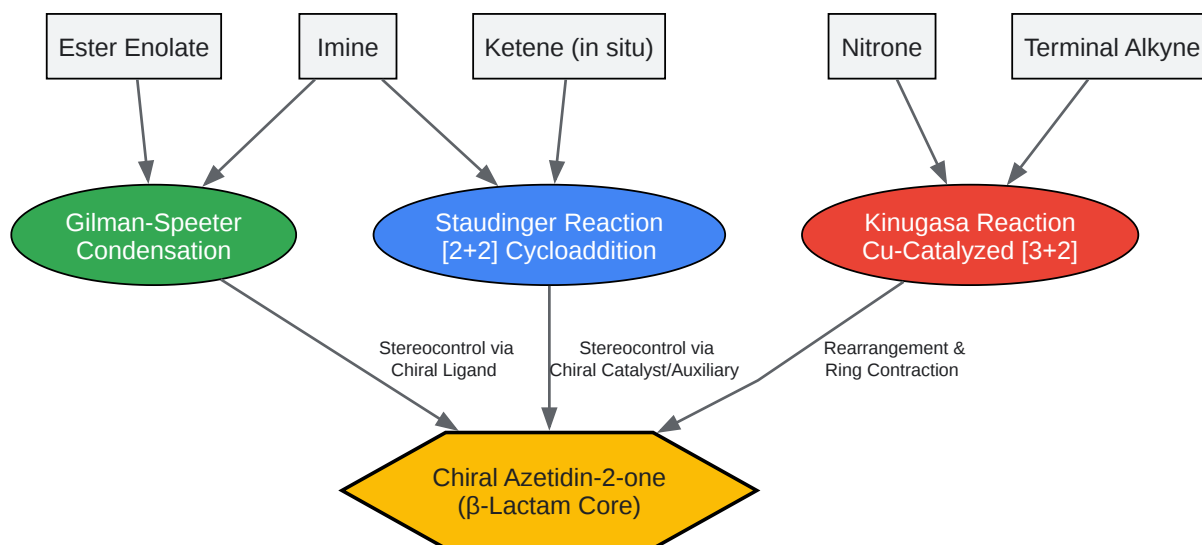 Ester Enolate
Imine
Ketene (in situ)
Nitrone
Terminal Alkyne
Gilman-Speeter
Condensation
Staudinger Reaction
[2+2] Cycloaddition
Kinugasa Reaction
Cu-Catalyzed [3+2]
Stereocontrol via
Chiral Ligand
Stereocontrol via
Chiral Catalyst/Auxiliary
Rearrangement &
Ring Contraction
Chiral Azetidin-2-one
(β-Lactam Core)